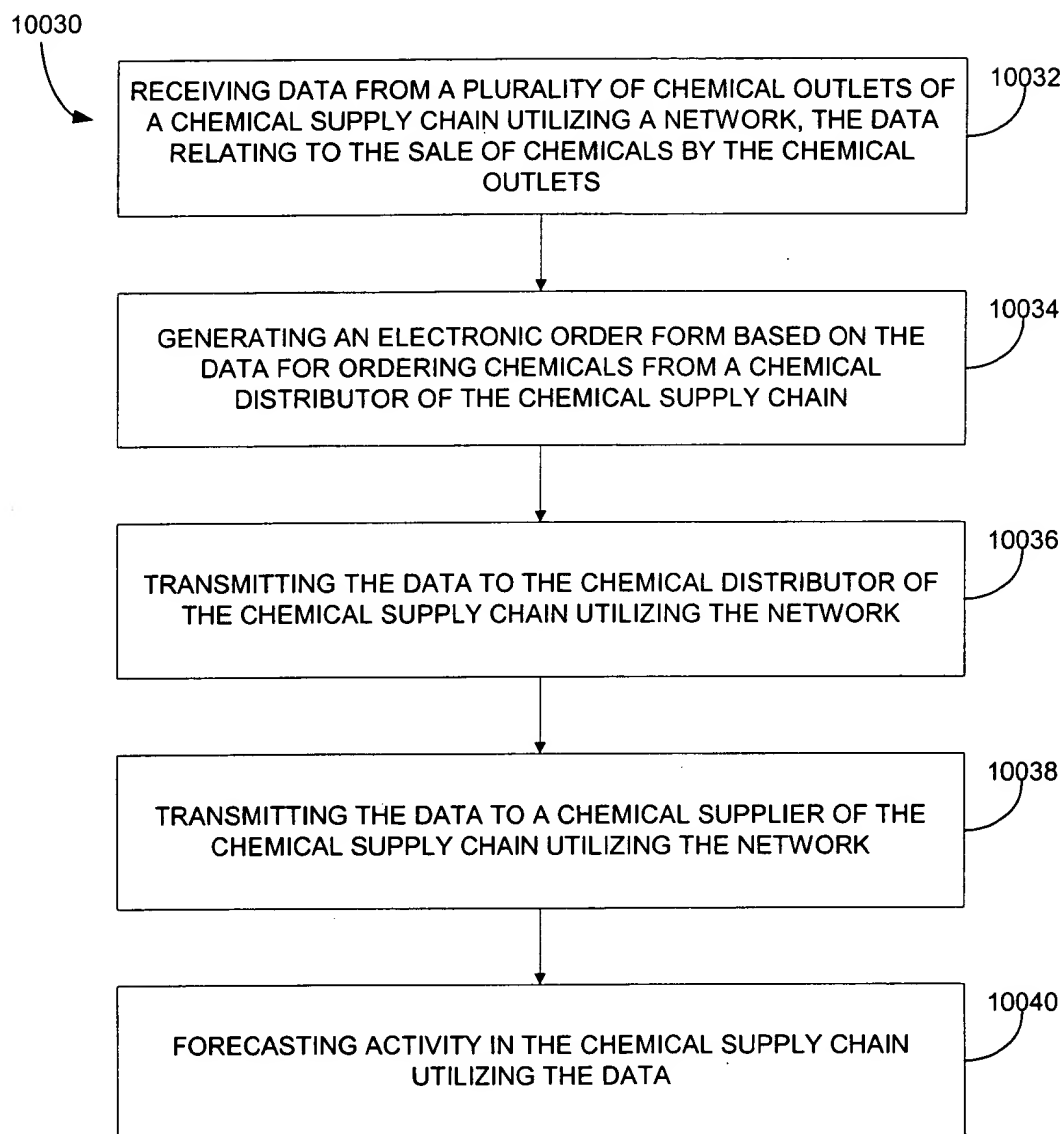 10030
RECEIVING DATA FROM A PLURALITY OF CHEMICAL OUTLETS OF
A CHEMICAL SUPPLY CHAIN UTILIZING A NETWORK, THE DATA
RELATING TO THE SALE OF CHEMICALS BY THE CHEMICAL
OUTLETS
10032
GENERATING AN ELECTRONIC ORDER FORM BASED ON THE
DATA FOR ORDERING CHEMICALS FROM A CHEMICAL
DISTRIBUTOR OF THE CHEMICAL SUPPLY CHAIN
10034
TRANSMITTING THE DATA TO THE CHEMICAL DISTRIBUTOR OF
THE CHEMICAL SUPPLY CHAIN UTILIZING THE NETWORK
10036
TRANSMITTING THE DATA TO A CHEMICAL SUPPLIER OF THE
CHEMICAL SUPPLY CHAIN UTILIZING THE NETWORK
10038
FORECASTING ACTIVITY IN THE CHEMICAL SUPPLY CHAIN
UTILIZING THE DATA
10040